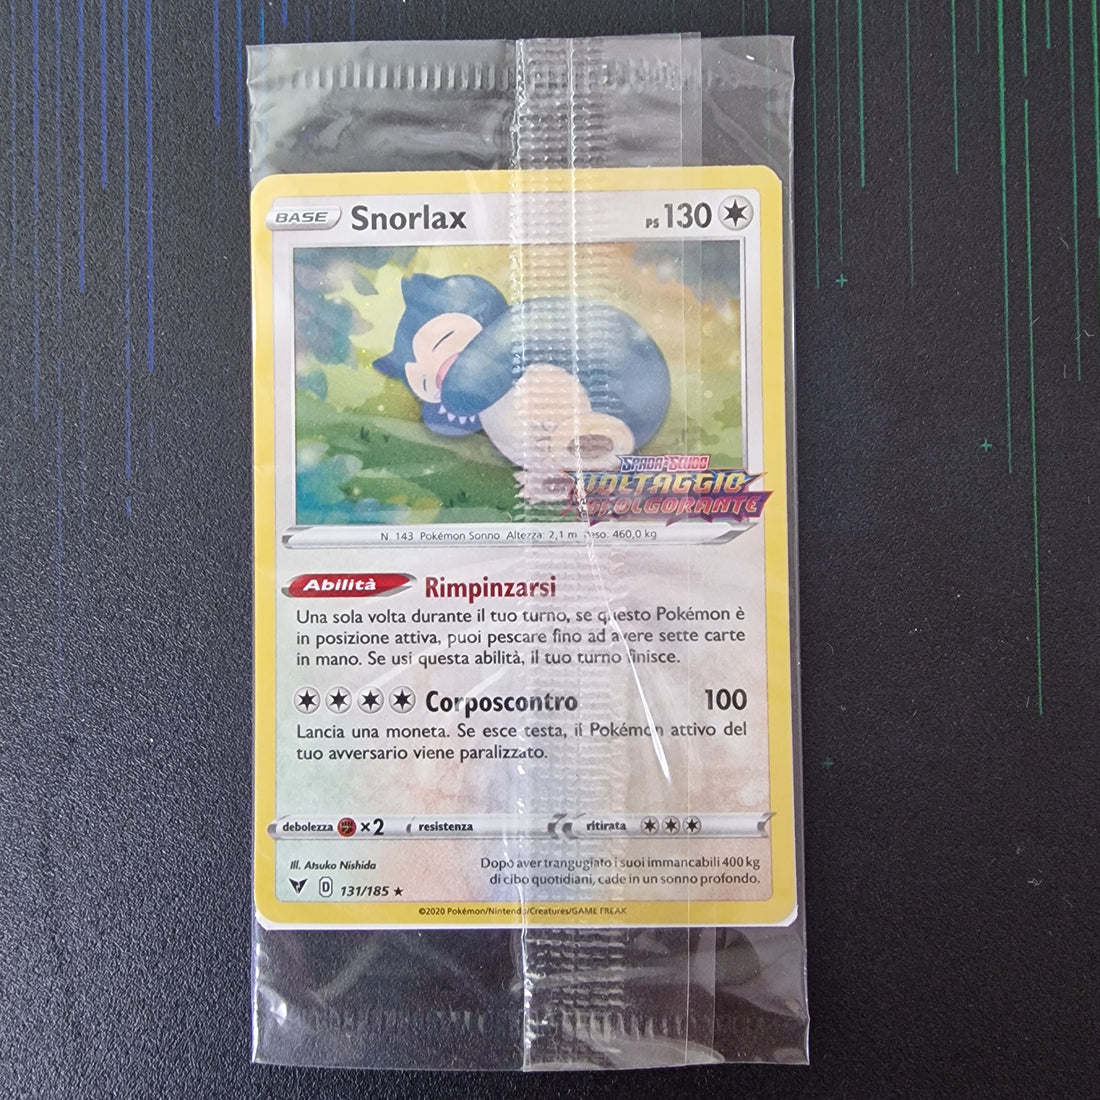 BASE Snorlax PS 130
SPADA E SCUDO
VOLTAGGIO
SFOLGORANTE
N. 143 Pokémon Sonno Altezza: 2,1 m Peso: 460,0 kg
Abilità Rimpinzarsi
Una sola volta durante il tuo turno, se questo Pokémon è
in posizione attiva, puoi pescare fino ad avere sette carte
in mano. Se usi questa abilità, il tuo turno finisce.
Corposcontro 100
Lancia una moneta. Se esce testa, il Pokémon attivo del
tuo avversario viene paralizzato.
debolezza ×2 resistenza ritirata
Ill. Atsuko Nishida
Dopo aver trangugiato i suoi immancabili 400 kg
di cibo quotidiani, cade in un sonno profondo.
D 131/185 ★
©2020 Pokémon/Nintendo/Creatures/GAME FREAK